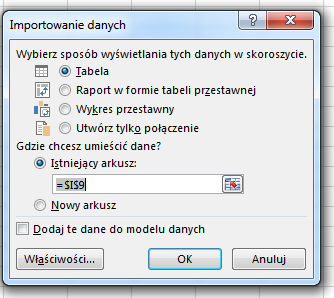 Importowanie danych
Wybierz sposób wyświetlania tych danych w skoroszycie.
Tabela
Raport w formie tabeli przestawnej
Wykres przestawny
Utwórz tylko połączenie
Gdzie chcesz umieścić dane?
Istniejący arkusz:
=$I$9
Nowy arkusz
Dodaj te dane do modelu danych
Właściwości... OK Anuluj